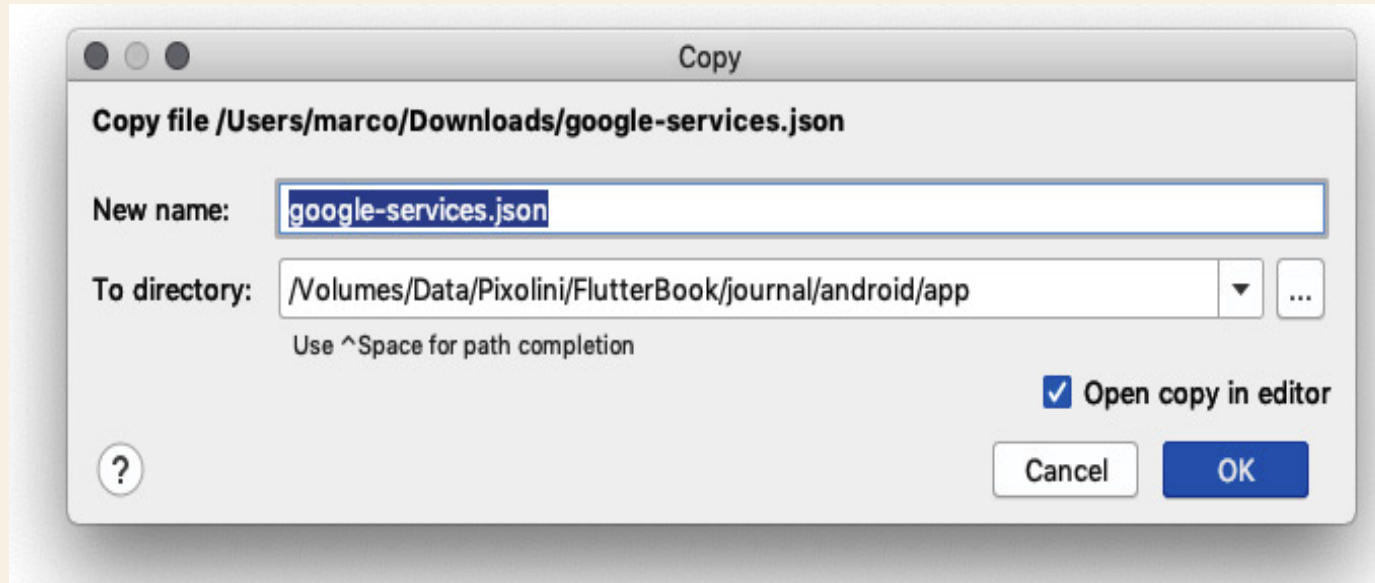 Copy
Copy file /Users/marco/Downloads/google-services.json
New name: google-services.json
To directory: /Volumes/Data/Pixolini/FlutterBook/journal/android/app ...
Use ^Space for path completion
Open copy in editor
? Cancel OK